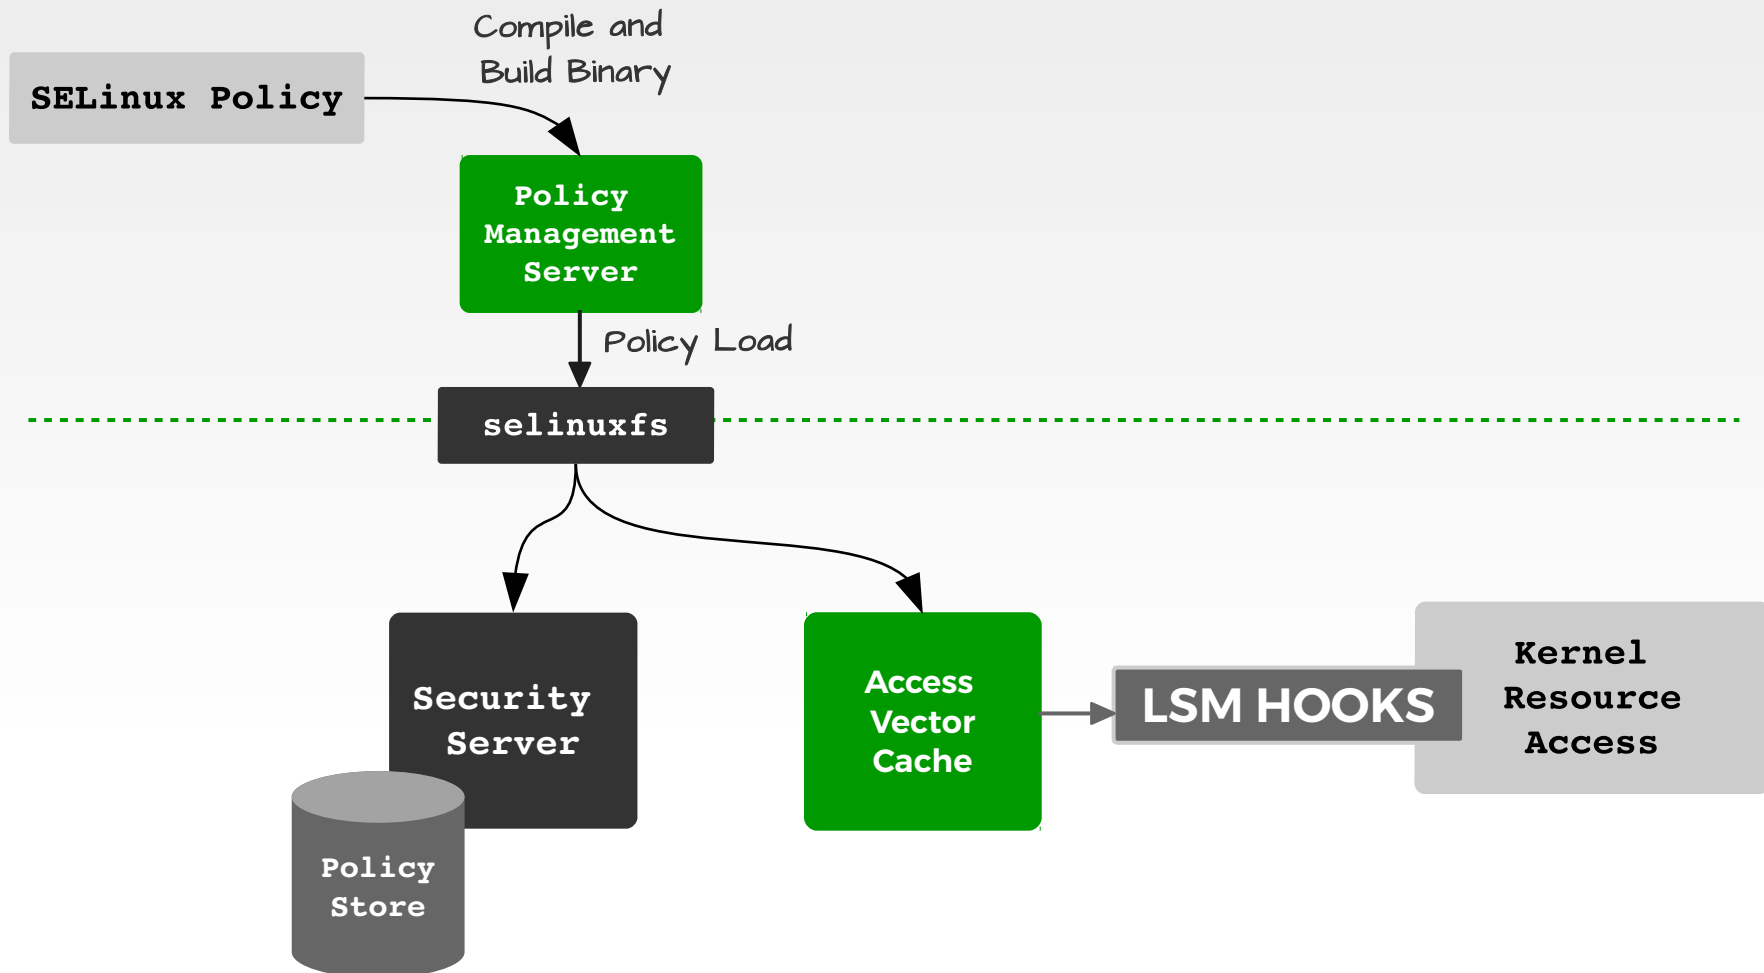 Compile and
Build Binary
SELinux Policy
Policy
Management
Server
Policy Load
selinuxfs
Security
Server
Policy
Store
Access
Vector
Cache
LSM HOOKS
Kernel
Resource
Access